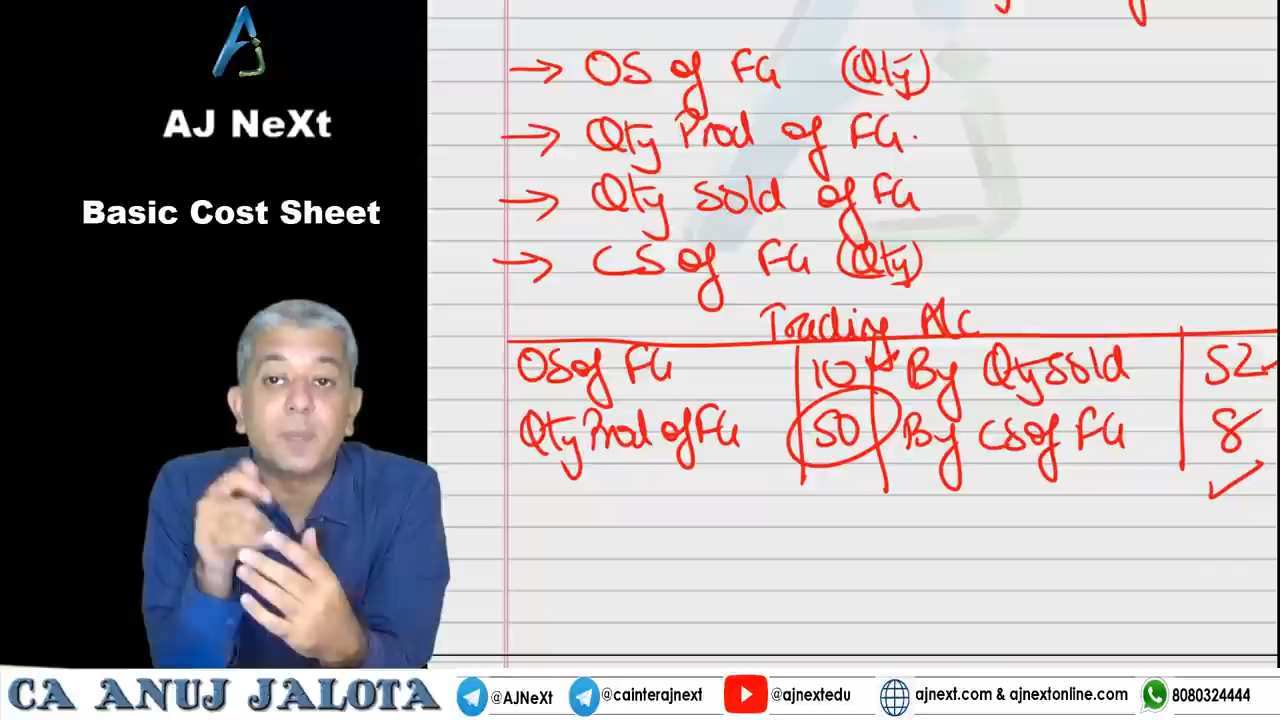 AJ
AJ NeXt
Basic Cost Sheet
→ OS of FG (Qty)
→ Qty Prod of FG.
→ Qty sold of FG
→ CS of FG (Qty)
Trading A/c
OS of FG 10 By Qty sold 52
Qty Prod of FG 50 By CS of FG 8
CA ANUJ JALOTA @AJNeXt @cainterajnext @ajnextedu ajnext.com & ajnextonline.com 8080324444